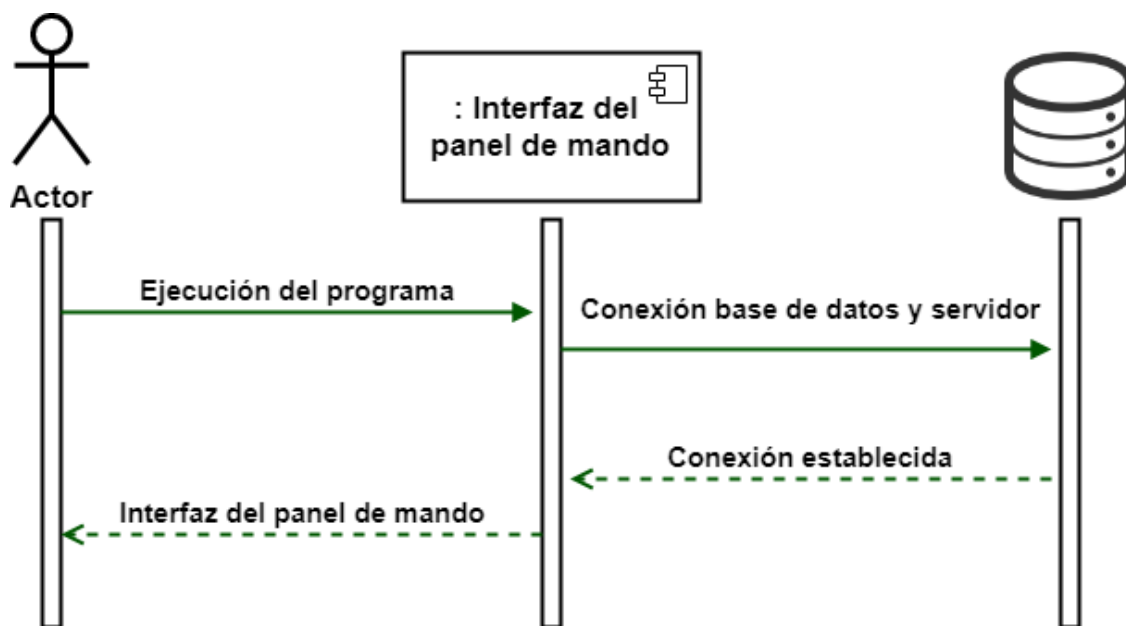 : Interfaz del
panel de mando
Actor
Ejecución del programa
Conexión base de datos y servidor
Conexión establecida
Interfaz del panel de mando